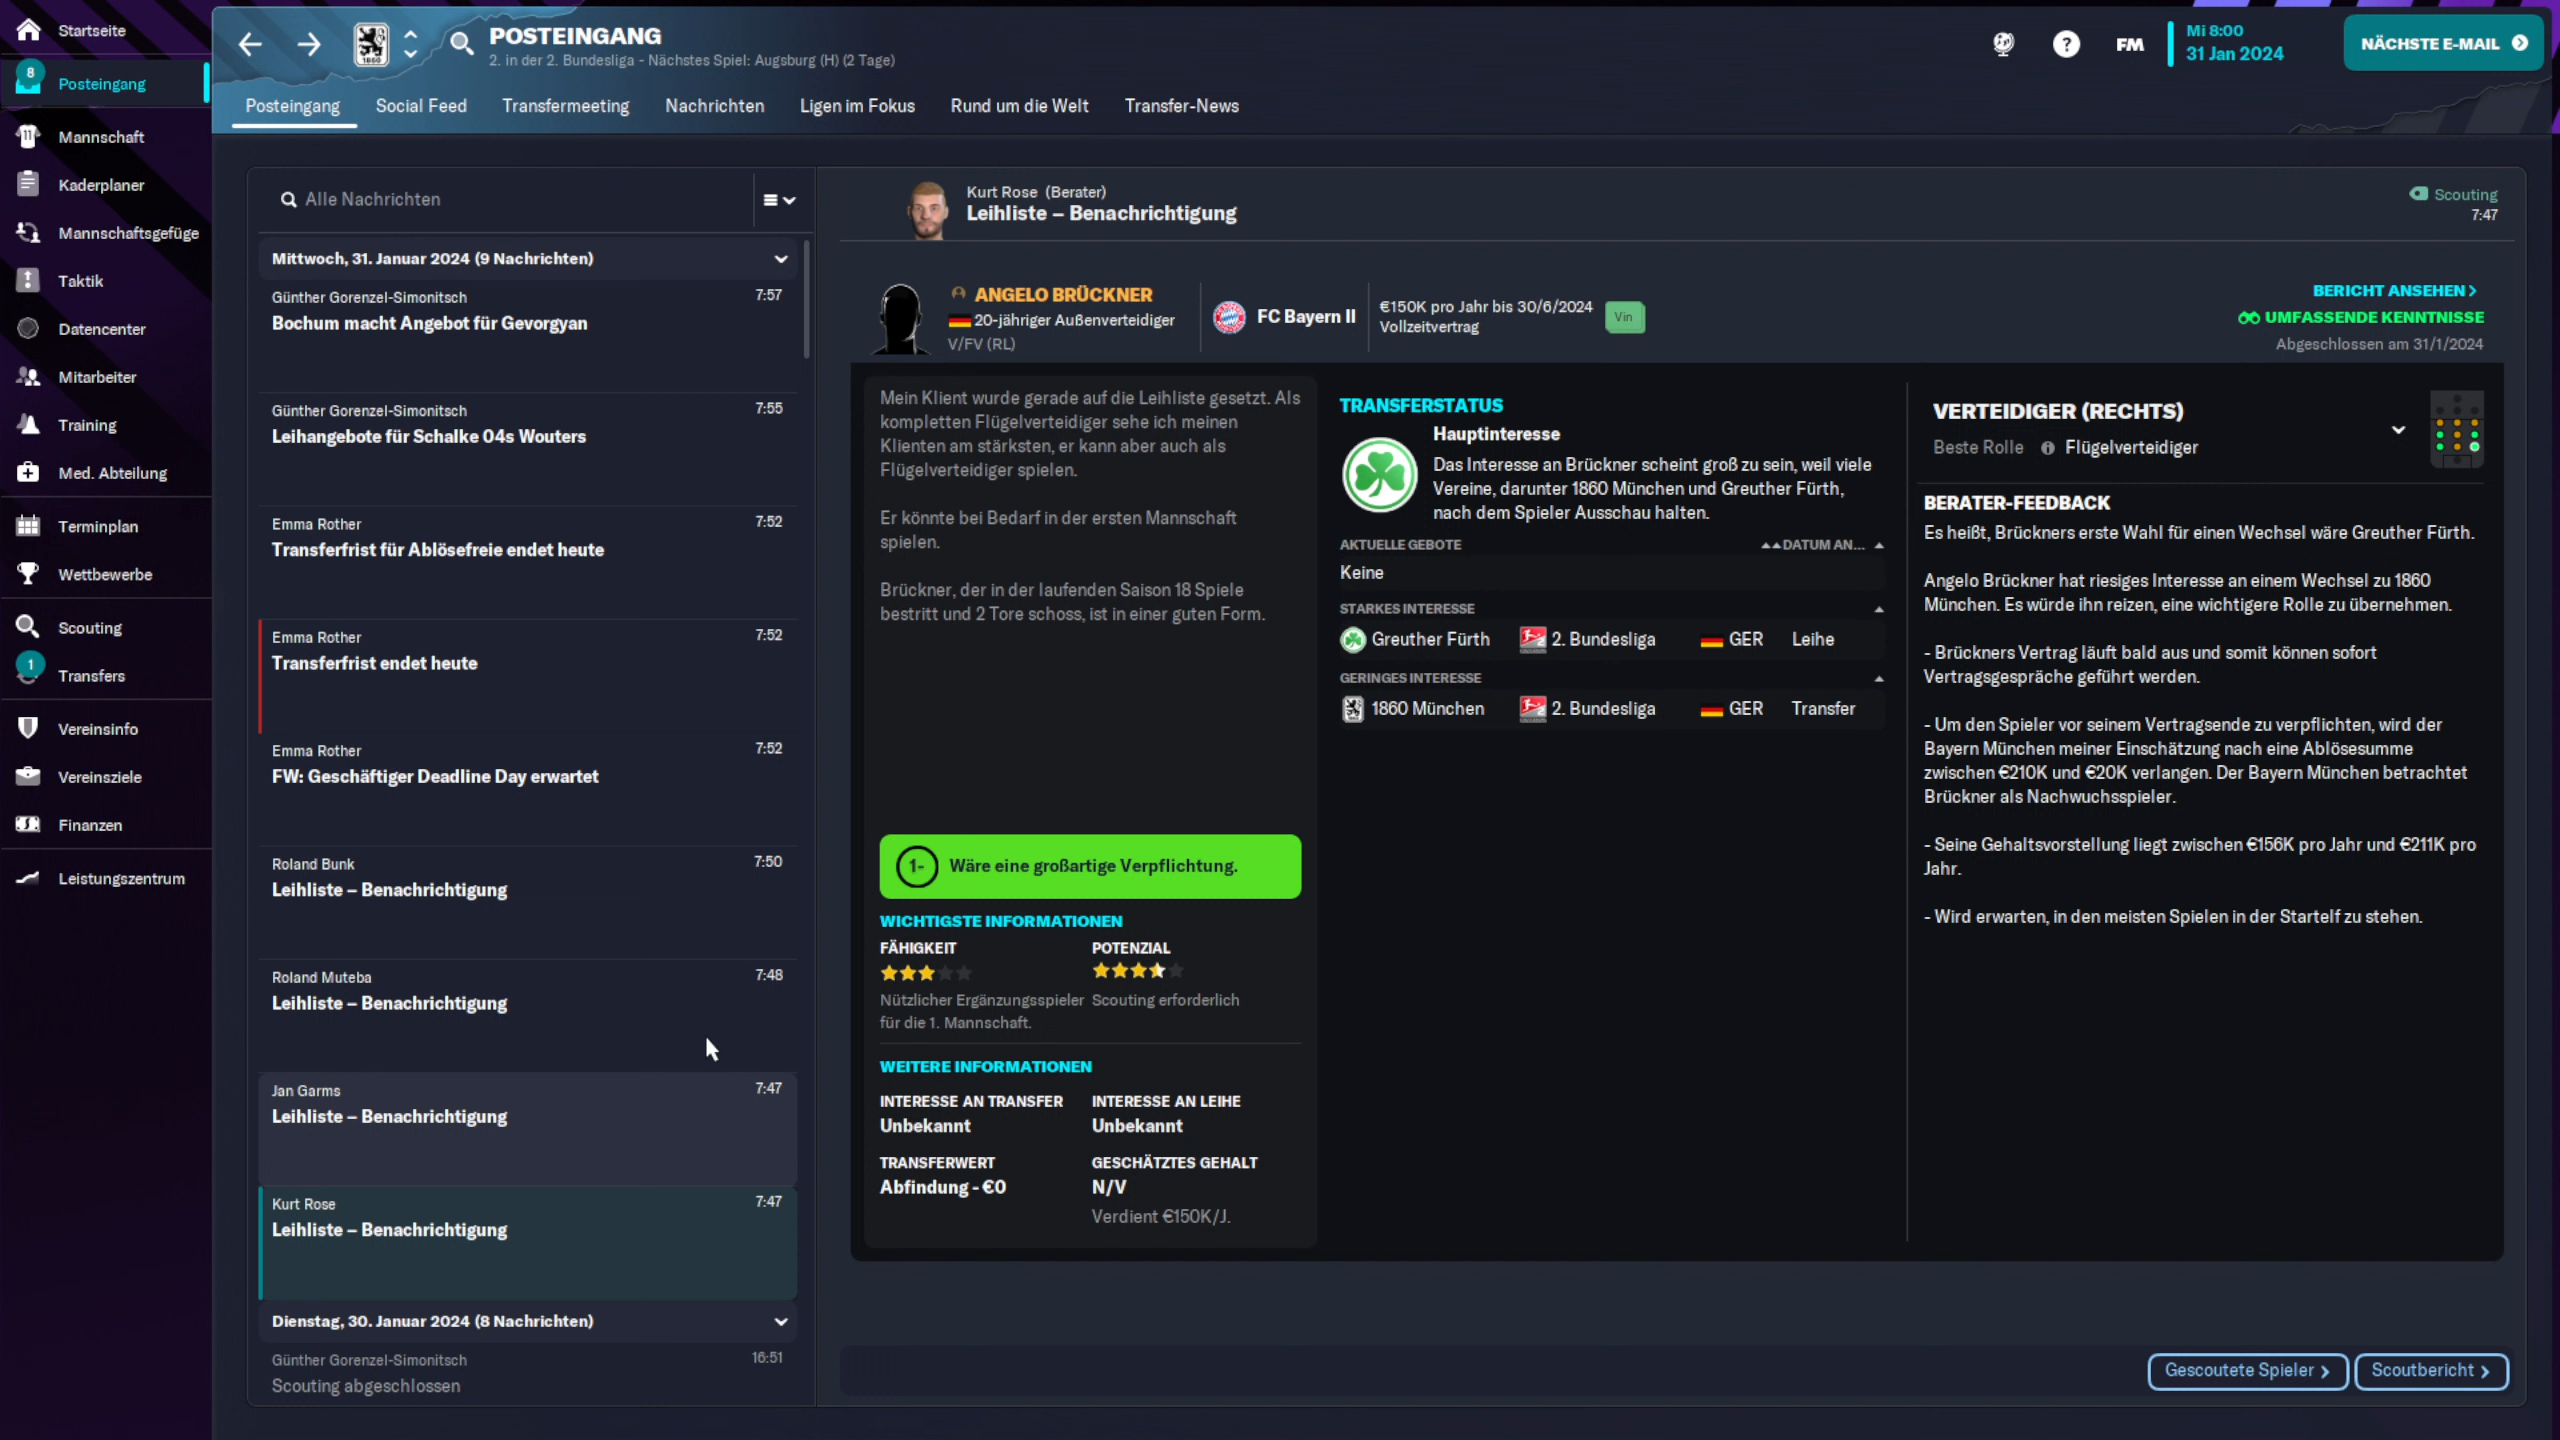 Startseite
8
Posteingang
Mannschaft
Kaderplaner
Mannschaftsgefüge
Taktik
Datencenter
Mitarbeiter
Training
Med. Abteilung
Terminplan
Wettbewerbe
Scouting
1
Transfers
Vereinsinfo
Vereinsziele
Finanzen
Leistungszentrum
POSTEINGANG
2. in der 2. Bundesliga - Nächstes Spiel: Augsburg (H) (2 Tage)
FM
Mi 8:00
31 Jan 2024
NÄCHSTE E-MAIL
Posteingang Social Feed Transfermeeting Nachrichten Ligen im Fokus Rund um die Welt Transfer-News
Alle Nachrichten
Mittwoch, 31. Januar 2024 (9 Nachrichten)
Günther Gorenzel-Simonitsch 7:57
Bochum macht Angebot für Gevorgyan
Günther Gorenzel-Simonitsch 7:55
Leihangebote für Schalke 04s Wouters
Emma Rother 7:52
Transferfrist für Ablösefreie endet heute
Emma Rother 7:52
Transferfrist endet heute
Emma Rother 7:52
FW: Geschäftiger Deadline Day erwartet
Roland Bunk 7:50
Leihliste – Benachrichtigung
Roland Muteba 7:48
Leihliste – Benachrichtigung
Jan Garms 7:47
Leihliste – Benachrichtigung
Kurt Rose 7:47
Leihliste – Benachrichtigung
Dienstag, 30. Januar 2024 (8 Nachrichten)
Günther Gorenzel-Simonitsch 16:51
Scouting abgeschlossen
Kurt Rose (Berater)
Leihliste – Benachrichtigung
Scouting
7:47
ANGELO BRÜCKNER
20-jähriger Außenverteidiger
V/FV (RL)
FC Bayern II
€150K pro Jahr bis 30/6/2024
Vollzeitvertrag
Vin
BERICHT ANSEHEN >
UMFASSENDE KENNTNISSE
Abgeschlossen am 31/1/2024
Mein Klient wurde gerade auf die Leihliste gesetzt. Als
kompletten Flügelverteidiger sehe ich meinen
Klienten am stärksten, er kann aber auch als
Flügelverteidiger spielen.
Er könnte bei Bedarf in der ersten Mannschaft
spielen.
Brückner, der in der laufenden Saison 18 Spiele
bestritt und 2 Tore schoss, ist in einer guten Form.
1- Wäre eine großartige Verpflichtung.
WICHTIGSTE INFORMATIONEN
FÄHIGKEIT POTENZIAL
Nützlicher Ergänzungsspieler Scouting erforderlich
für die 1. Mannschaft.
WEITERE INFORMATIONEN
INTERESSE AN TRANSFER INTERESSE AN LEIHE
Unbekannt Unbekannt
TRANSFERWERT GESCHÄTZTES GEHALT
Abfindung - €0 N/V
Verdient €150K/J.
TRANSFERSTATUS
Hauptinteresse
Das Interesse an Brückner scheint groß zu sein, weil viele
Vereine, darunter 1860 München und Greuther Fürth,
nach dem Spieler Ausschau halten.
AKTUELLE GEBOTE DATUM AN...
Keine
STARKES INTERESSE
Greuther Fürth 2. Bundesliga GER Leihe
GERINGES INTERESSE
1860 München 2. Bundesliga GER Transfer
VERTEIDIGER (RECHTS)
Beste Rolle Flügelverteidiger
BERATER-FEEDBACK
Es heißt, Brückners erste Wahl für einen Wechsel wäre Greuther Fürth.
Angelo Brückner hat riesiges Interesse an einem Wechsel zu 1860
München. Es würde ihn reizen, eine wichtigere Rolle zu übernehmen.
- Brückners Vertrag läuft bald aus und somit können sofort
Vertragsgespräche geführt werden.
- Um den Spieler vor seinem Vertragsende zu verpflichten, wird der
Bayern München meiner Einschätzung nach eine Ablösesumme
zwischen €210K und €20K verlangen. Der Bayern München betrachtet
Brückner als Nachwuchsspieler.
- Seine Gehaltsvorstellung liegt zwischen €156K pro Jahr und €211K pro
Jahr.
- Wird erwarten, in den meisten Spielen in der Startelf zu stehen.
Gescoutete Spieler >
Scoutbericht >